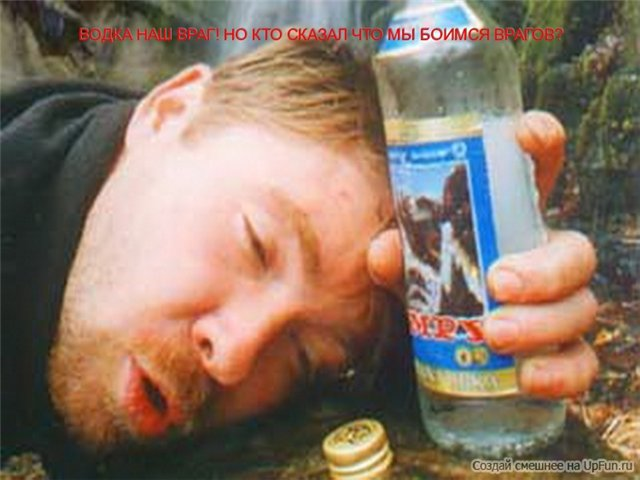 ВОДКА НАШ ВРАГ! НО КТО СКАЗАЛ ЧТО МЫ БОИМСЯ ВРАГОВ?
Создай смешнее на UpFun.ru